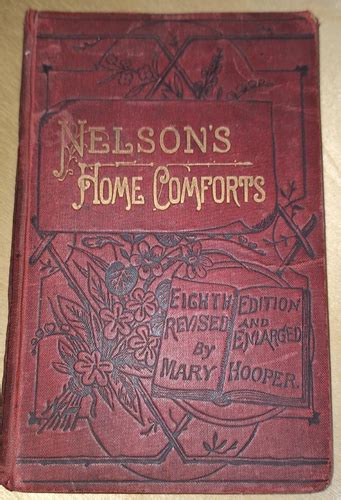 NELSON'S
HOME COMFORTS
EIGHTH EDITION
REVISED AND ENLARGED
By
MARY HOOPER.